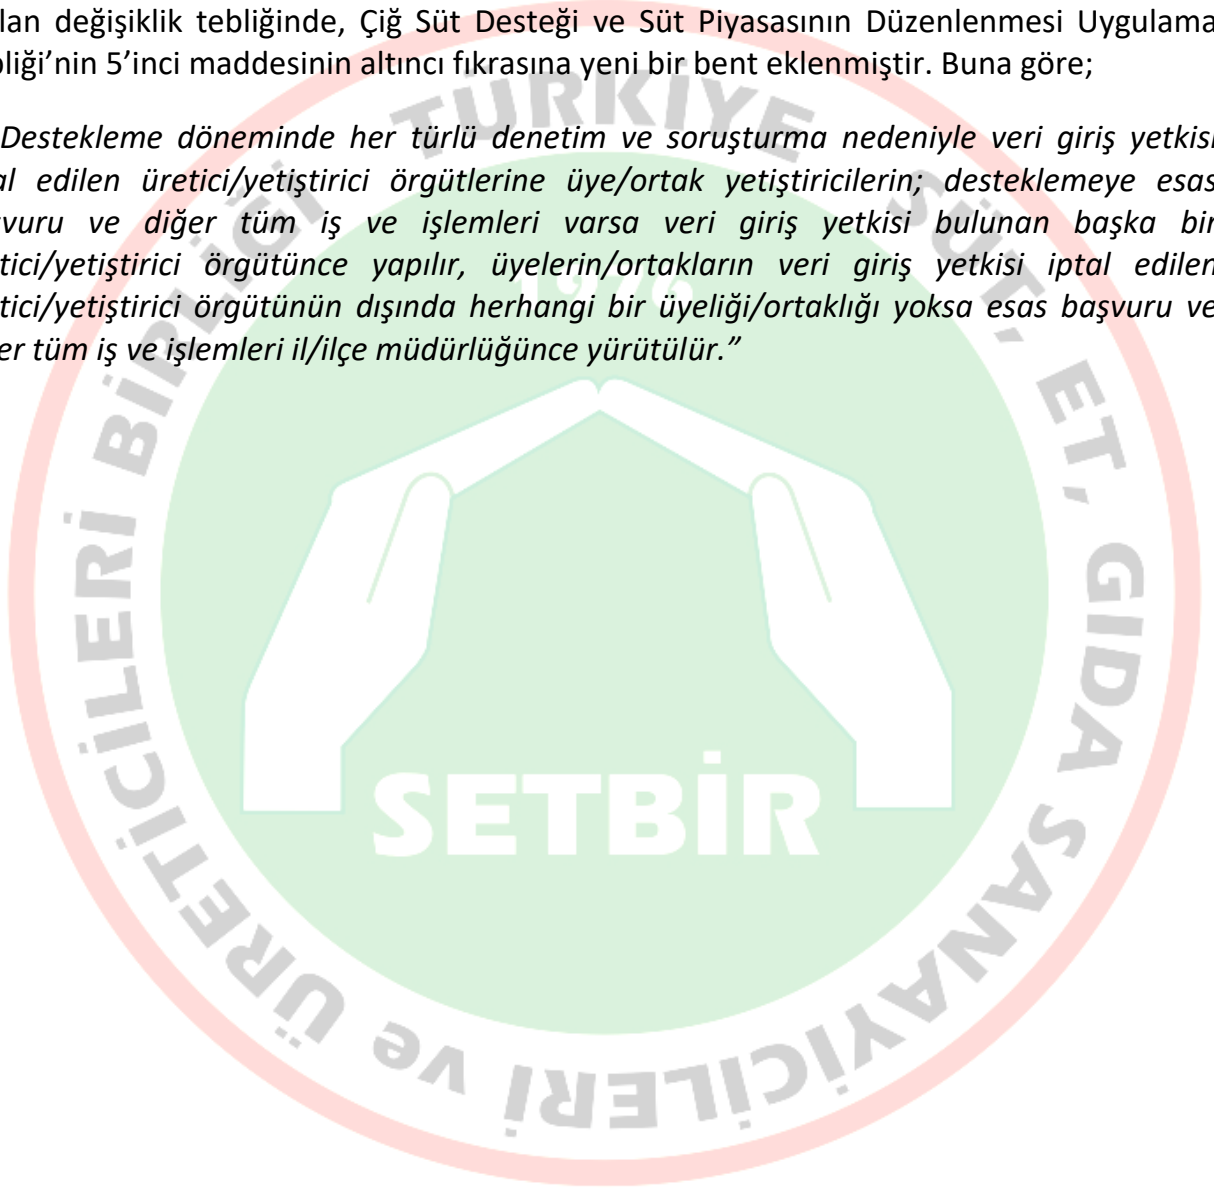 lan değişiklik tebliğinde, Çiğ Süt Desteği ve Süt Piyasasının Düzenlenmesi Uygulama
bliği’nin 5’inci maddesinin altıncı fıkrasına yeni bir bent eklenmiştir. Buna göre;
Destekleme döneminde her türlü denetim ve soruşturma nedeniyle veri giriş yetkisi
al edilen üretici/yetiştirici örgütlerine üye/ortak yetiştiricilerin; desteklemeye esas
vuru ve diğer tüm iş ve işlemleri varsa veri giriş yetkisi bulunan başka bir
tici/yetiştirici örgütünce yapılır, üyelerin/ortakların veri giriş yetkisi iptal edilen
tici/yetiştirici örgütünün dışında herhangi bir üyeliği/ortaklığı yoksa esas başvuru ve
er tüm iş ve işlemleri il/ilçe müdürlüğünce yürütülür.”
TÜRKİYE SÜT, ET, GIDA SANAYİCİLERİ ve ÜRETİCİLERİ BİRLİĞİ
1976
SETBİR